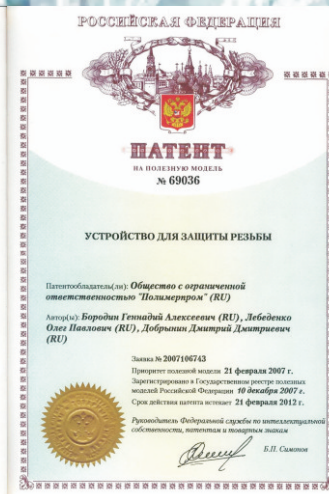 РОССИЙСКАЯ ФЕДЕРАЦИЯ
ПАТЕНТ
НА ПОЛЕЗНУЮ МОДЕЛЬ
№ 69036
УСТРОЙСТВО ДЛЯ ЗАЩИТЫ РЕЗЬБЫ
Патентообладатель(ли): Общество с ограниченной
ответственностью "Полимерпром" (RU)
Автор(ы): Бородин Геннадий Алексеевич (RU), Лебеденко
Олег Павлович (RU), Добрынин Дмитрий Дмитриевич
(RU)
Заявка № 2007106743
Приоритет полезной модели 21 февраля 2007 г.
Зарегистрировано в Государственном реестре полезных
моделей Российской Федерации 10 декабря 2007 г.
Срок действия патента истекает 21 февраля 2012 г.
Руководитель Федеральной службы по интеллектуальной
собственности, патентам и товарным знакам
Б.П. Симонов